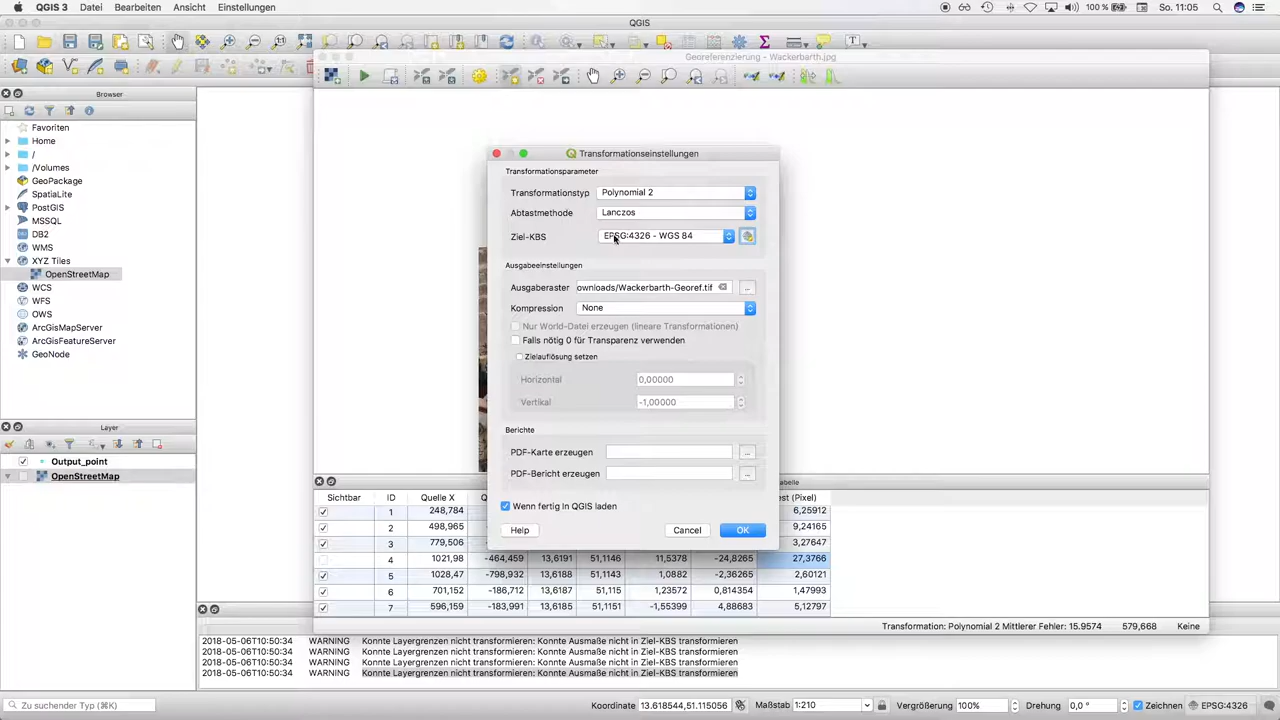 QGIS 3 Datei Bearbeiten Ansicht Einstellungen 100 % So. 11:05
QGIS
Georeferenzierung - Wackerbarth.jpg
Browser
Favoriten
Home
/
/Volumes
GeoPackage
SpatiaLite
PostGIS
MSSQL
DB2
WMS
XYZ Tiles
OpenStreetMap
WCS
WFS
OWS
ArcGisMapServer
ArcGisFeatureServer
GeoNode
Layer
Output_point
OpenStreetMap
Transformationseinstellungen
Transformationsparameter
Transformationstyp Polynomial 2
Abtastmethode Lanczos
Ziel-KBS EPSG:4326 - WGS 84
Ausgabeeinstellungen
Ausgaberaster ownloads/Wackerbarth-Georef.tif ...
Kompression None
Nur World-Datei erzeugen (lineare Transformationen)
Falls nötig 0 für Transparenz verwenden
Zielauflösung setzen
Horizontal 0,00000
Vertikal -1,00000
Berichte
PDF-Karte erzeugen ...
PDF-Bericht erzeugen ...
Wenn fertig in QGIS laden
Help Cancel OK
abelle
Sichtbar ID Quelle X Q est (Pixel)
1 248,784 6,25912
2 498,965 9,24165
3 779,506 3,27647
4 1021,98 -464,459 13,6191 51,1146 11,5378 -24,8265 27,3766
5 1028,47 -798,932 13,6188 51,1143 1,0882 -2,36265 2,60121
6 701,152 -186,712 13,6187 51,115 1,23572 0,814354 1,47993
7 596,159 -183,991 13,6185 51,1151 -1,55399 4,88683 5,12797
Transformation: Polynomial 2 Mittlerer Fehler: 15.9574 579,668 Keine
2018-05-06T10:50:34 WARNING Konnte Layergrenzen nicht transformieren: Konnte Ausmaße nicht in Ziel-KBS transformieren
2018-05-06T10:50:34 WARNING Konnte Layergrenzen nicht transformieren: Konnte Ausmaße nicht in Ziel-KBS transformieren
2018-05-06T10:50:34 WARNING Konnte Layergrenzen nicht transformieren: Konnte Ausmaße nicht in Ziel-KBS transformieren
2018-05-06T10:50:34 WARNING Konnte Layergrenzen nicht transformieren: Konnte Ausmaße nicht in Ziel-KBS transformieren
Zu suchender Typ (⌘K) Koordinate 13.618544,51.115056 Maßstab 1:210 Vergrößerung 100% Drehung 0,0 ° Zeichnen EPSG:4326